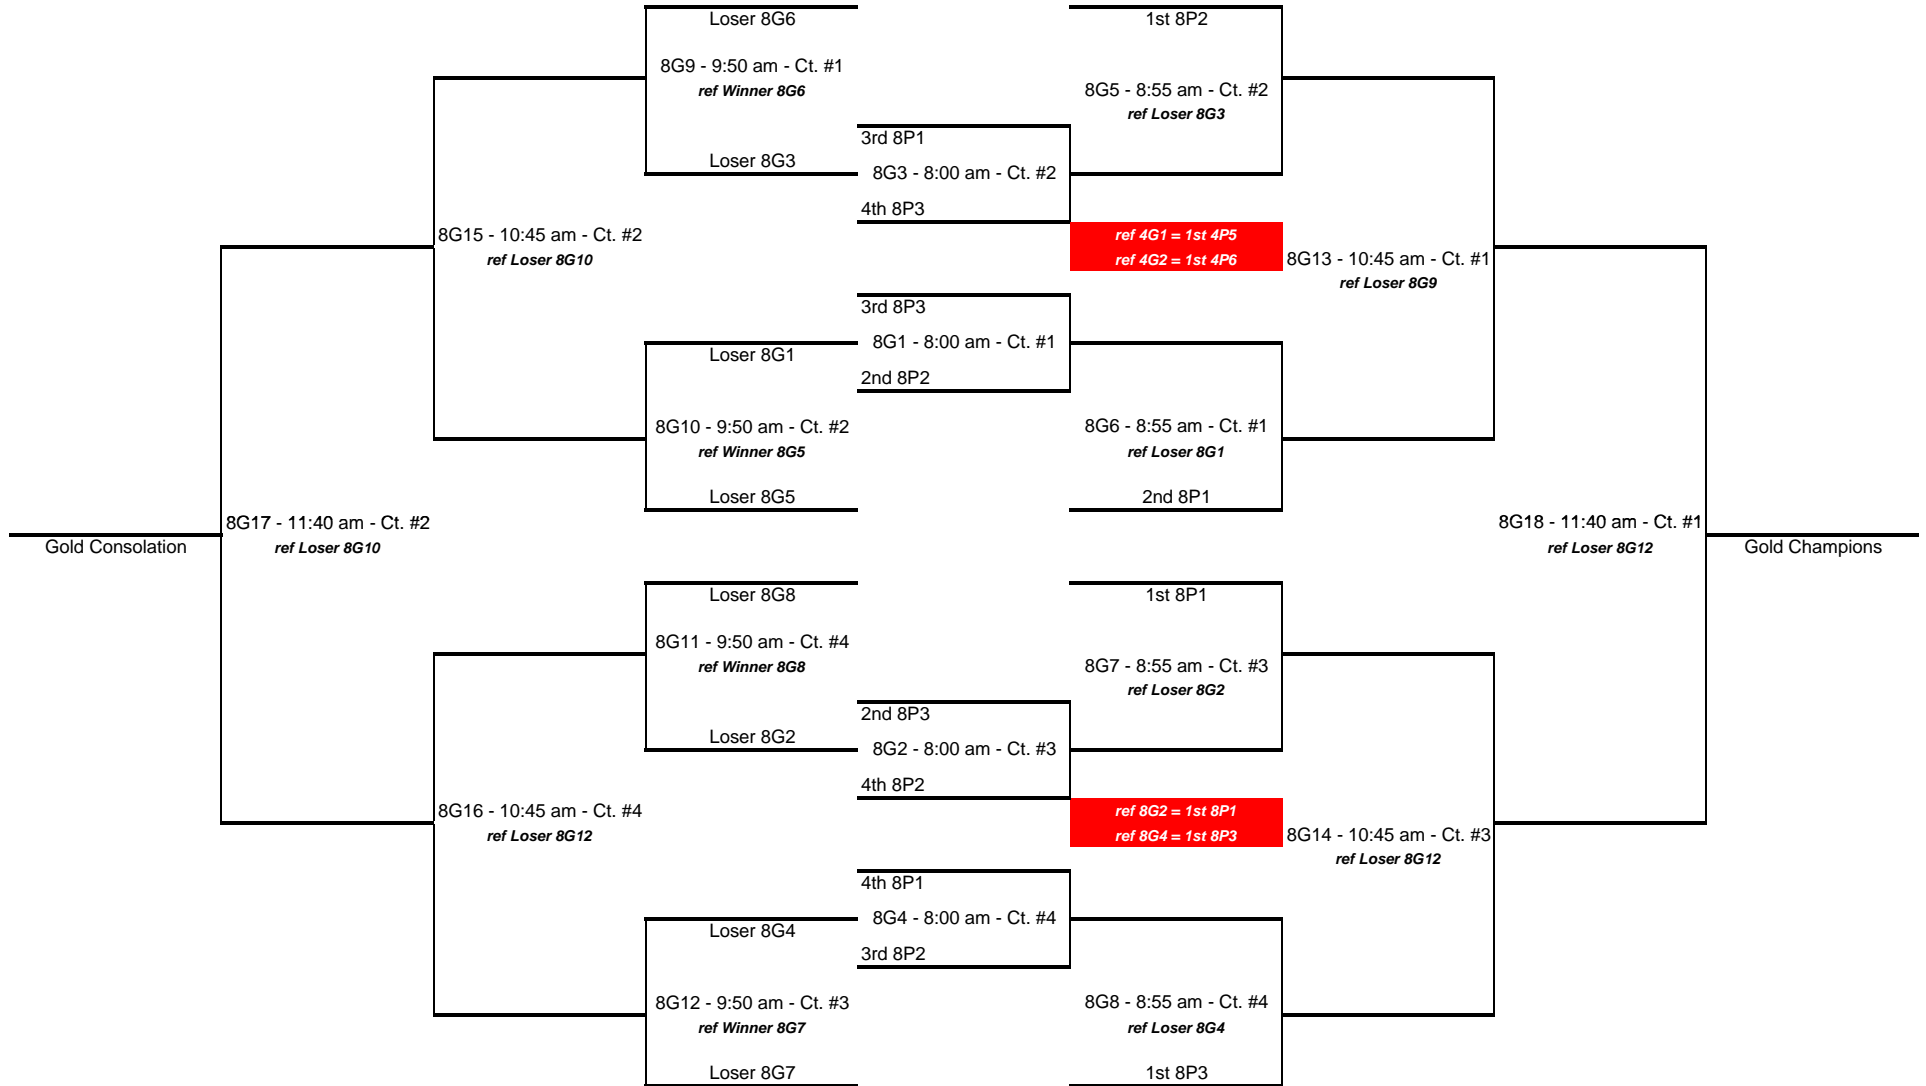 Loser 8G6
1st 8P2
8G9 - 9:50 am - Ct. #1
ref Winner 8G6
8G5 - 8:55 am - Ct. #2
ref Loser 8G3
3rd 8P1
Loser 8G3
8G3 - 8:00 am - Ct. #2
4th 8P3
8G15 - 10:45 am - Ct. #2
ref Loser 8G10
ref 4G1 = 1st 4P5
ref 4G2 = 1st 4P6
8G13 - 10:45 am - Ct. #1
ref Loser 8G9
3rd 8P3
Loser 8G1
8G1 - 8:00 am - Ct. #1
2nd 8P2
8G10 - 9:50 am - Ct. #2
ref Winner 8G5
8G6 - 8:55 am - Ct. #1
ref Loser 8G1
Loser 8G5
2nd 8P1
8G17 - 11:40 am - Ct. #2
ref Loser 8G10
Gold Consolation
8G18 - 11:40 am - Ct. #1
ref Loser 8G12
Gold Champions
Loser 8G8
1st 8P1
8G11 - 9:50 am - Ct. #4
ref Winner 8G8
8G7 - 8:55 am - Ct. #3
ref Loser 8G2
2nd 8P3
Loser 8G2
8G2 - 8:00 am - Ct. #3
4th 8P2
8G16 - 10:45 am - Ct. #4
ref Loser 8G12
ref 8G2 = 1st 8P1
ref 8G4 = 1st 8P3
8G14 - 10:45 am - Ct. #3
ref Loser 8G12
4th 8P1
Loser 8G4
8G4 - 8:00 am - Ct. #4
3rd 8P2
8G12 - 9:50 am - Ct. #3
ref Winner 8G7
8G8 - 8:55 am - Ct. #4
ref Loser 8G4
Loser 8G7
1st 8P3